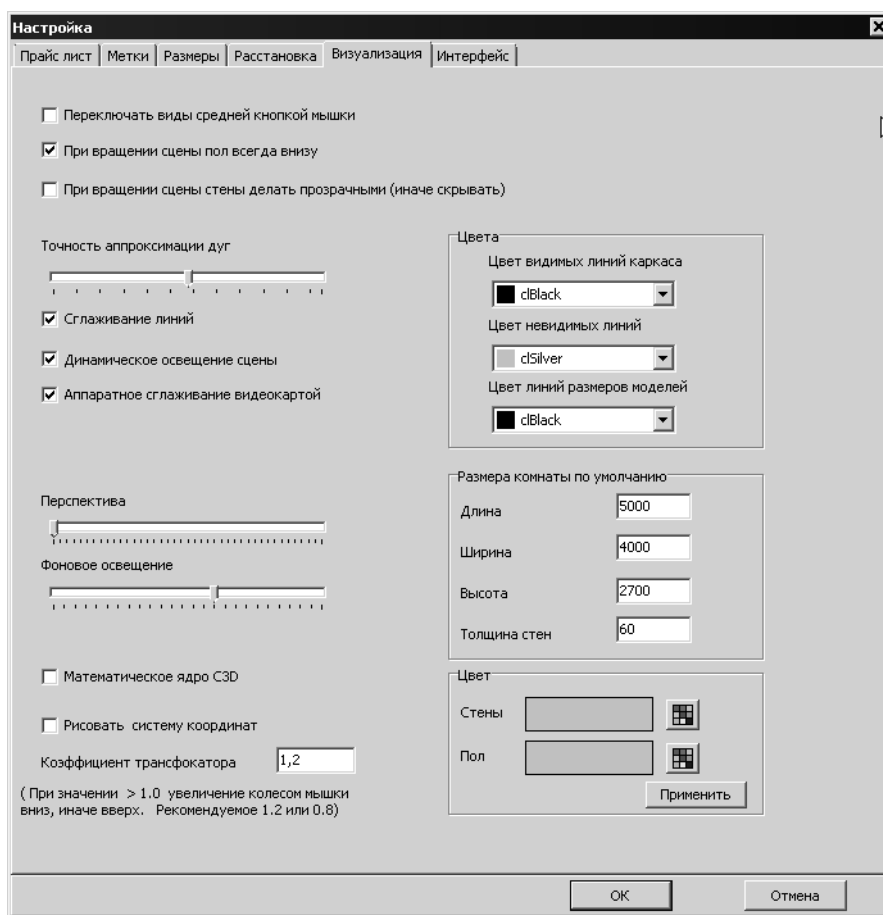 Настройка
Прайс лист
Метки
Размеры
Расстановка
Визуализация
Интерфейс
Переключать виды средней кнопкой мышки
При вращении сцены пол всегда внизу
При вращении сцены стены делать прозрачными (иначе скрывать)
Точность аппроксимации дуг
Сглаживание линий
Динамическое освещение сцены
Аппаратное сглаживание видеокартой
Цвета
Цвет видимых линий каркаса
clBlack
Цвет невидимых линий
clSilver
Цвет линий размеров моделей
clBlack
Перспектива
Фоновое освещение
Размера комнаты по умолчанию
Длина 5000
Ширина 4000
Высота 2700
Толщина стен 60
Математическое ядро C3D
Рисовать систему координат
Коэффициент трансфокатора 1,2
( При значении > 1.0 увеличение колесом мышки
вниз, иначе вверх. Рекомендуемое 1.2 или 0.8)
Цвет
Стены
Пол
Применить
OK
Отмена